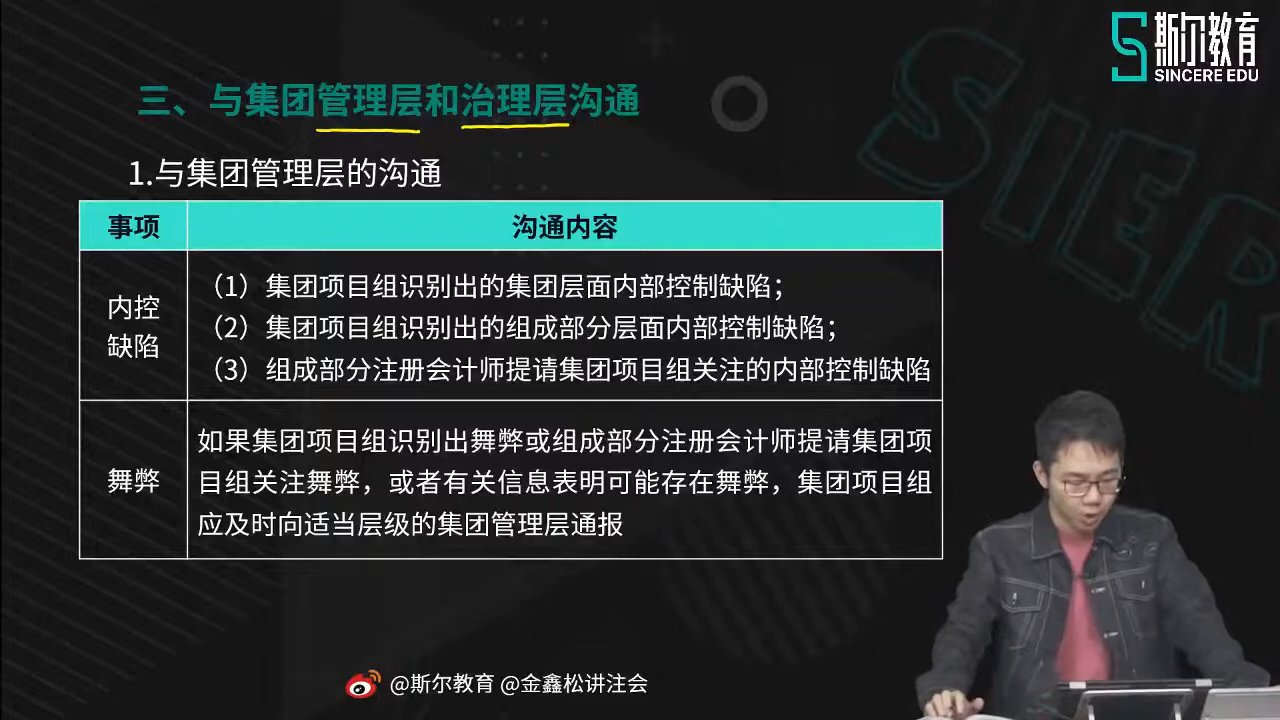 斯尔教育
SINCERE EDU
三、与集团管理层和治理层沟通
1.与集团管理层的沟通
事项
沟通内容
内控
缺陷
（1）集团项目组识别出的集团层面内部控制缺陷；
（2）集团项目组识别出的组成部分层面内部控制缺陷；
（3）组成部分注册会计师提请集团项目组关注的内部控制缺陷
舞弊
如果集团项目组识别出舞弊或组成部分注册会计师提请集团项
目组关注舞弊，或者有关信息表明可能存在舞弊，集团项目组
应及时向适当层级的集团管理层通报
@斯尔教育 @金鑫松讲注会
SIER